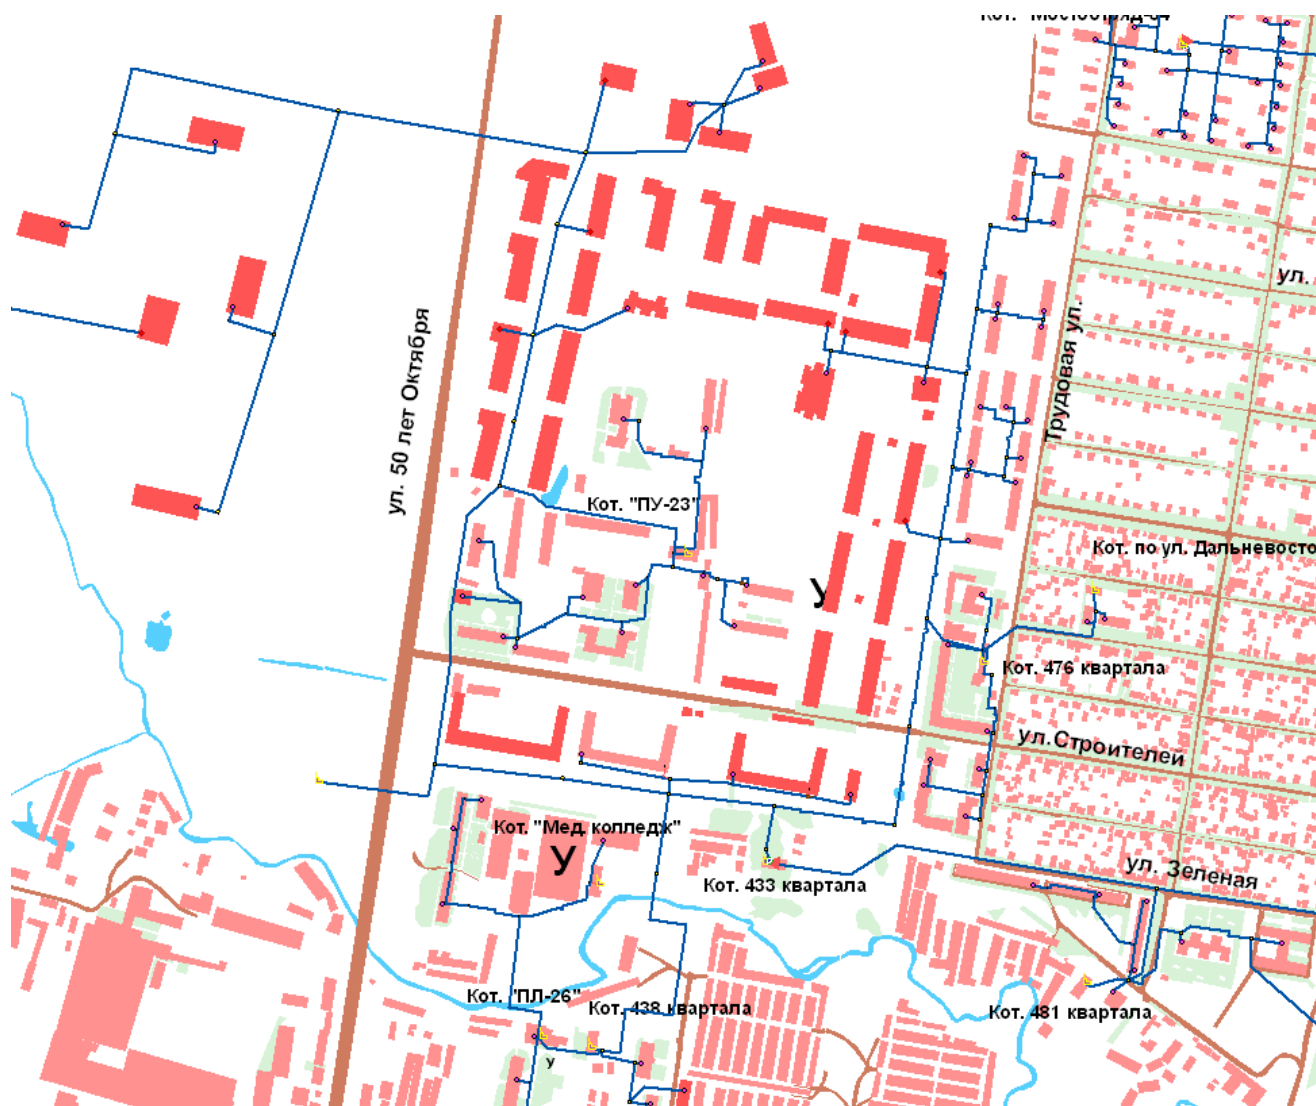 Кот. "Мостоотряд-84"
ул.
ул. 50 лет Октября
Трудовая ул.
Кот. "ПУ-23"
Кот. по ул. Дальневосто
У
Кот. 476 квартала
ул.Строителей
Кот. "Мед. колледж"
У
Кот. 433 квартала
ул. Зеленая
Кот. "ПЛ-26"
Кот. 438 квартала
Кот. 481 квартала
У